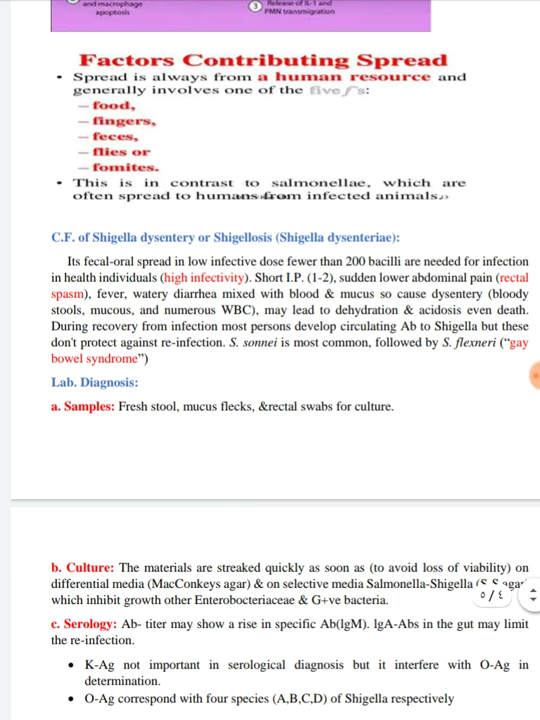 and macrophage
apoptosis
3 Release of IL-1 and
PMN transmigration
Factors Contributing Spread
• Spread is always from a human resource and
generally involves one of the five f's:
– food,
– fingers,
– feces,
– flies or
– fomites.
• This is in contrast to salmonellae, which are
often spread to humans from infected animals.
C.F. of Shigella dysentery or Shigellosis (Shigella dysenteriae):
Its fecal-oral spread in low infective dose fewer than 200 bacilli are needed for infection
in health individuals (high infectivity). Short I.P. (1-2), sudden lower abdominal pain (rectal
spasm), fever, watery diarrhea mixed with blood & mucus so cause dysentery (bloody
stools, mucous, and numerous WBC), may lead to dehydration & acidosis even death.
During recovery from infection most persons develop circulating Ab to Shigella but these
don't protect against re-infection. S. sonnei is most common, followed by S. flexneri (“gay
bowel syndrome”)
Lab. Diagnosis:
a. Samples: Fresh stool, mucus flecks, &rectal swabs for culture.
b. Culture: The materials are streaked quickly as soon as (to avoid loss of viability) on
differential media (MacConkeys agar) & on selective media Salmonella-Shigella (S S agar
which inhibit growth other Enterobocteriaceae & G+ve bacteria.
٥ / ٤
c. Serology: Ab- titer may show a rise in specific Ab(lgM). lgA-Abs in the gut may limit
the re-infection.
• K-Ag not important in serological diagnosis but it interfere with O-Ag in
determination.
• O-Ag correspond with four species (A,B,C,D) of Shigella respectively